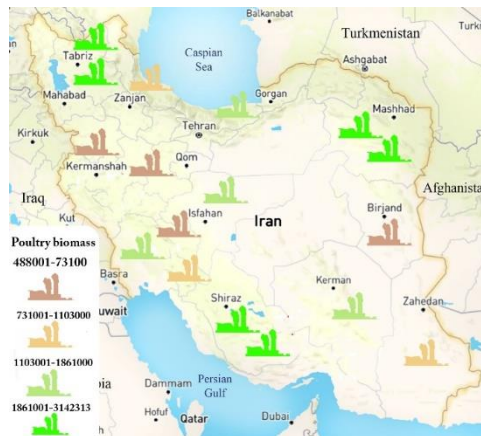 Balkanabat
Turkmenistan
Turk
Caspian
Sea
Ashgabat
Tabriz
Mahabad
Zanjan
Gorgan
Mashhad
Tehran
Kirkuk
Qom
Kermanshah
Afghanista
Iraq
Kut
Isfahan
Iran
Birjand
Poultry biomass
488001-73100
Basra
Kerman
731001-1103000
uwait
Shiraz
Zahedan
1103001-1861000
1861001-3142313
ia
Persian
Gulf
Dammam
Hofuf
Qatar
Dubai